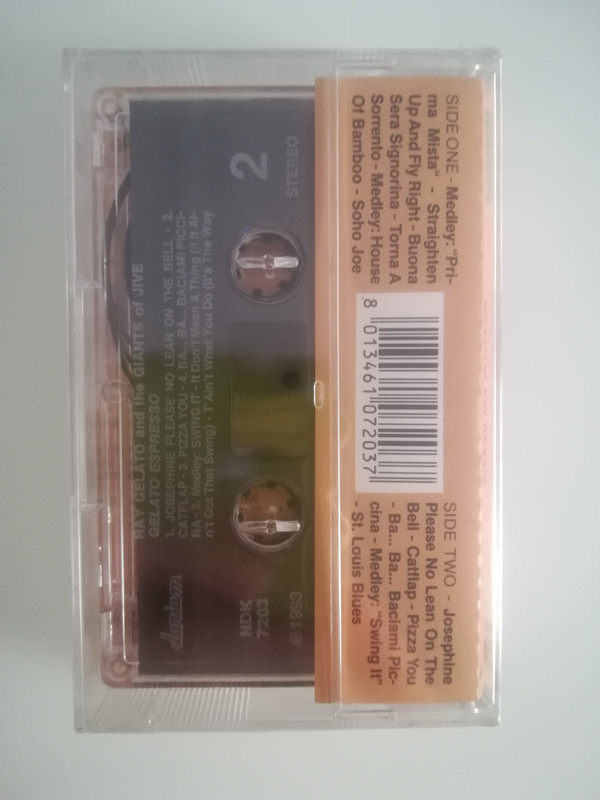 SIDE ONE - Medley: "Pri-
ma Mista" - Straighten
Up And Fly Right - Buona
Sera Signorina - Torna A
Sorrento - Medley: House
Of Bamboo - Soho Joe
8 013461 072037
SIDE TWO - Josephine
Please No Lean On The
Bell - Catflap - Pizza You
- Ba... Ba... Baciami Pic-
cina - Medley: "Swing It"
- St. Louis Blues
2
STEREO
RAY GELATO and the GIANTS of JIVE
GELATO ESPRESSO
1. JOSEPHINE PLEASE NO LEAN ON THE BELL - 2.
CATFLAP - 3. PIZZA YOU - 4. BA... BA... BACIAMI PICCI-
NA - 5. Medley: SWING IT - It Don't Mean A Thing (If It Ai-
n't Got That Swing) - T'Ain't What You Do (It's The Way
NDK
7203
℗ 1993